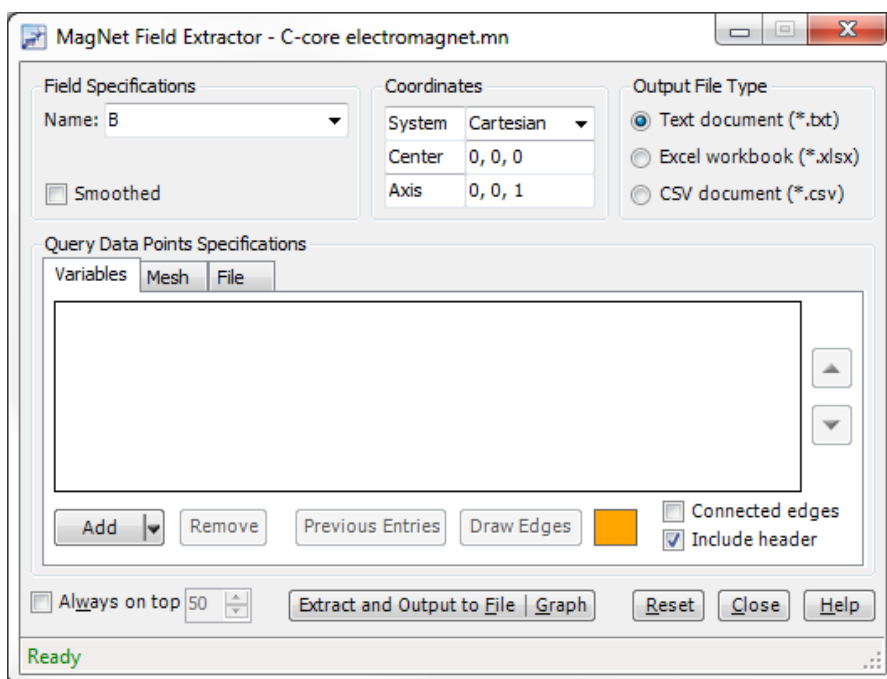 MagNet Field Extractor - C-core electromagnet.mn
Field Specifications
Name: B
Smoothed
Coordinates
System Cartesian
Center 0, 0, 0
Axis 0, 0, 1
Output File Type
Text document (*.txt)
Excel workbook (*.xlsx)
CSV document (*.csv)
Query Data Points Specifications
Variables Mesh File
Add Remove Previous Entries Draw Edges
Connected edges
Include header
Always on top 50 Extract and Output to File | Graph Reset Close Help
Ready